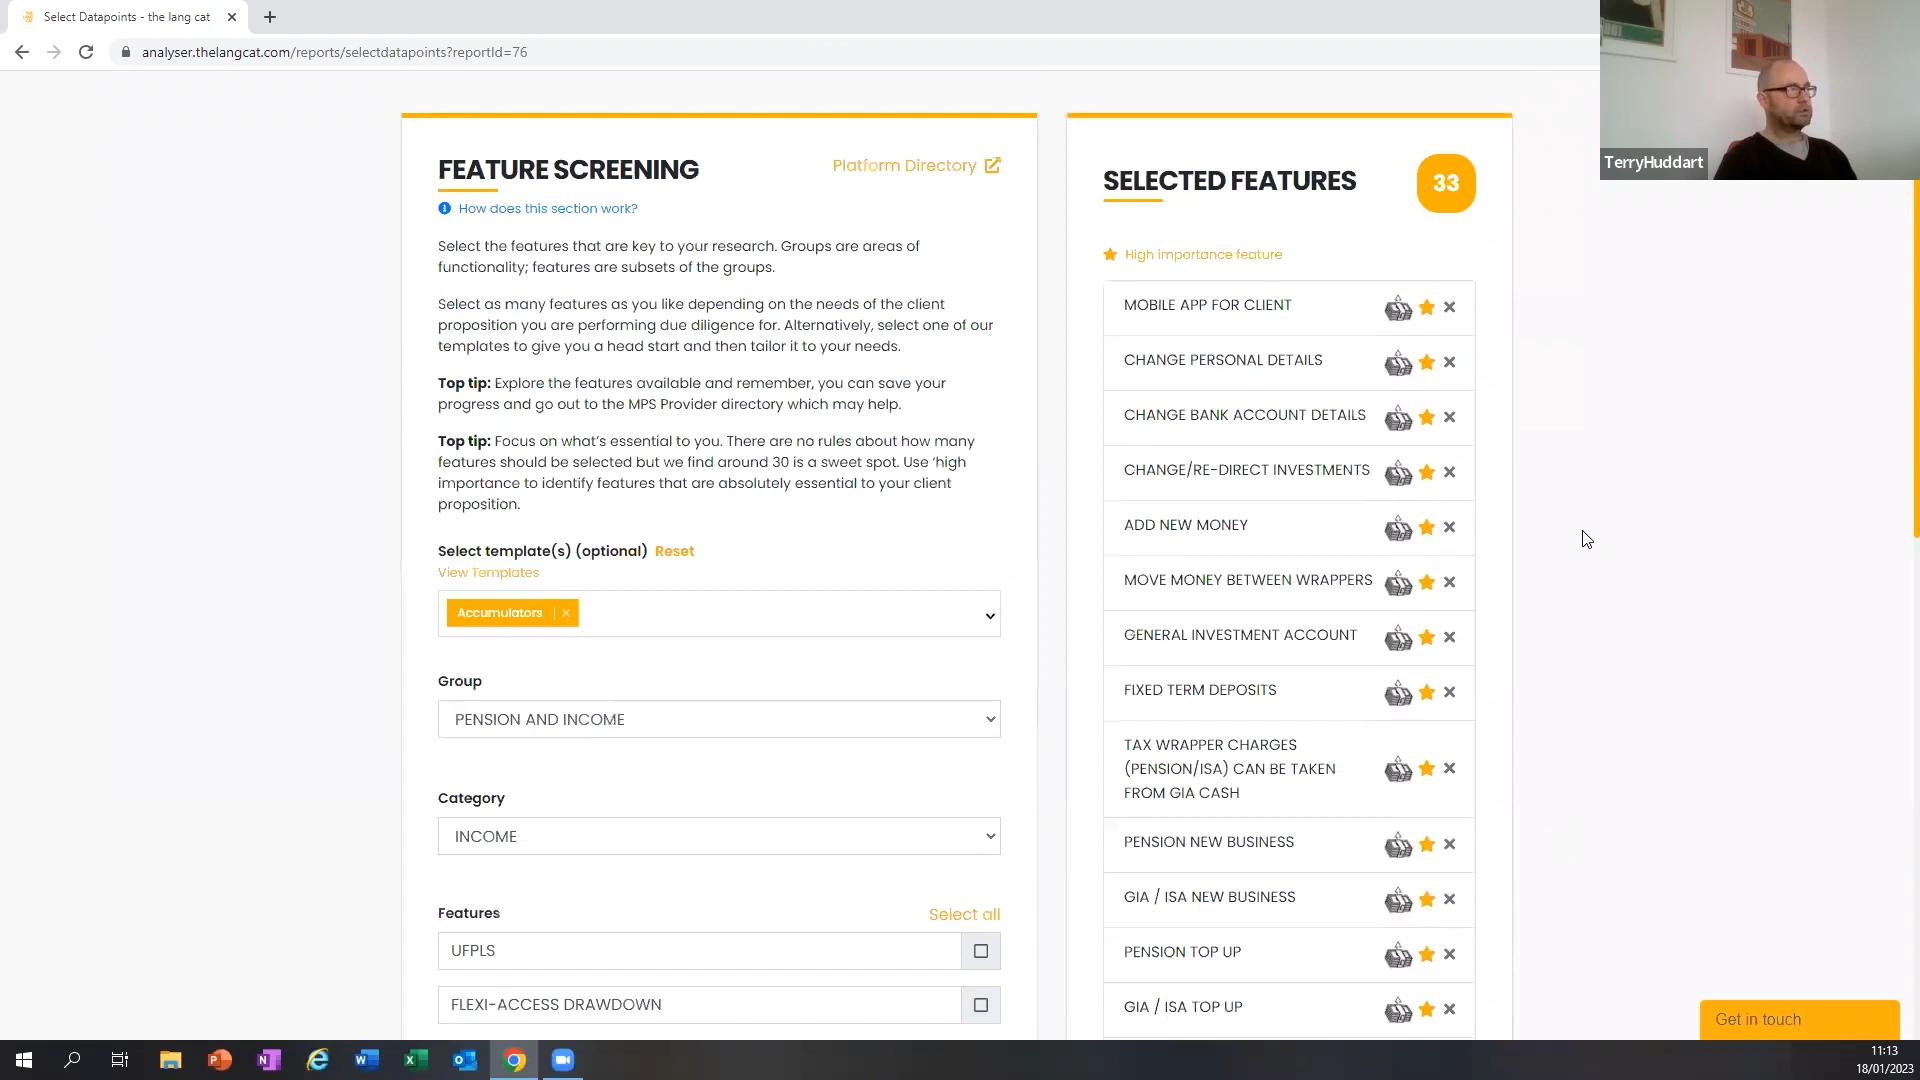 Select Datapoints - the lang cat
analyser.thelangcat.com/reports/selectdatapoints?reportId=76
TerryHuddart
FEATURE SCREENING
Platform Directory
How does this section work?
Select the features that are key to your research. Groups are areas of
functionality; features are subsets of the groups.
Select as many features as you like depending on the needs of the client
proposition you are performing due diligence for. Alternatively, select one of our
templates to give you a head start and then tailor it to your needs.
Top tip: Explore the features available and remember, you can save your
progress and go out to the MPS Provider directory which may help.
Top tip: Focus on what's essential to you. There are no rules about how many
features should be selected but we find around 30 is a sweet spot. Use 'high
importance to identify features that are absolutely essential to your client
proposition.
Select template(s) (optional) Reset
View Templates
Accumulators
Group
PENSION AND INCOME
Category
INCOME
Features
Select all
UFPLS
FLEXI-ACCESS DRAWDOWN
SELECTED FEATURES
33
High importance feature
MOBILE APP FOR CLIENT
CHANGE PERSONAL DETAILS
CHANGE BANK ACCOUNT DETAILS
CHANGE/RE-DIRECT INVESTMENTS
ADD NEW MONEY
MOVE MONEY BETWEEN WRAPPERS
GENERAL INVESTMENT ACCOUNT
FIXED TERM DEPOSITS
TAX WRAPPER CHARGES
(PENSION/ISA) CAN BE TAKEN
FROM GIA CASH
PENSION NEW BUSINESS
GIA / ISA NEW BUSINESS
PENSION TOP UP
GIA / ISA TOP UP
Get in touch
11:13
18/01/2023